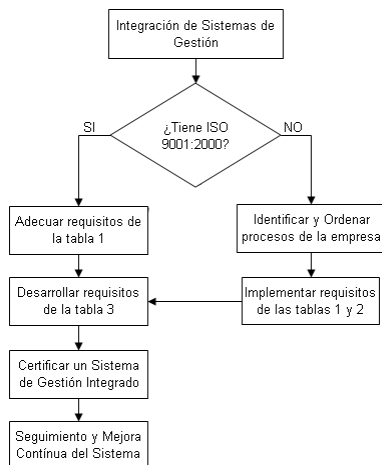 Integración de Sistemas de
Gestión
¿Tiene ISO
9001:2000?
SI
NO
Adecuar requisitos de
la tabla 1
Identificar y Ordenar
procesos de la empresa
Desarrollar requisitos
de la tabla 3
Implementar requisitos
de las tablas 1 y 2
Certificar un Sistema
de Gestión Integrado
Seguimiento y Mejora
Contínua del Sistema